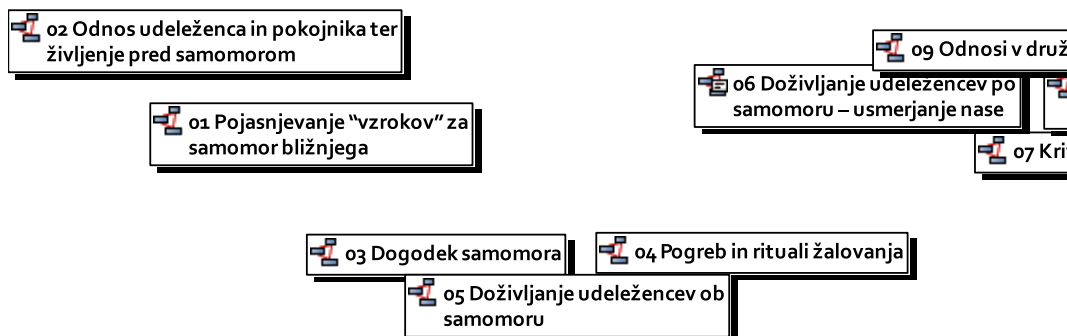 02 Odnos udeleženca in pokojnika ter
življenje pred samomorom
09 Odnosi v
06 Doživljanje udeležencev po
samomoru – usmerjanje nase
01 Pojasnjevanje “vzrokov” za
samomor bližnjega
07
03 Dogodek samomora
04 Pogreb in rituali žalovanja
05 Doživljanje udeležencev ob
samomoru